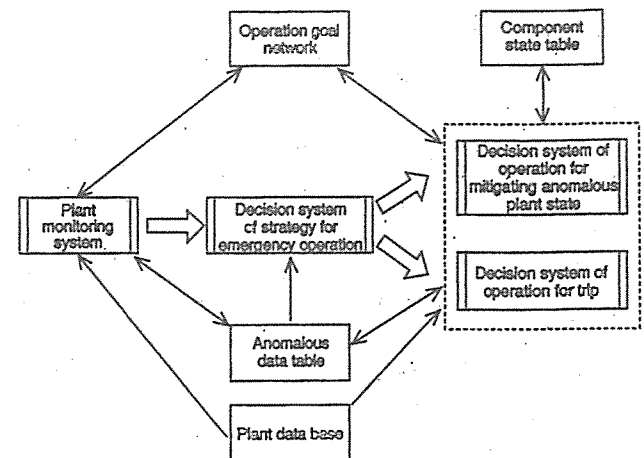 Operation goal
network
Component
state table
Plant
monitoring
system
Decision system
of strategy for
emergency operation
Decision system of
operation for
mitigating anomalous
plant state
Decision system of
operation for trip
Anomalous
data table
Plant data base